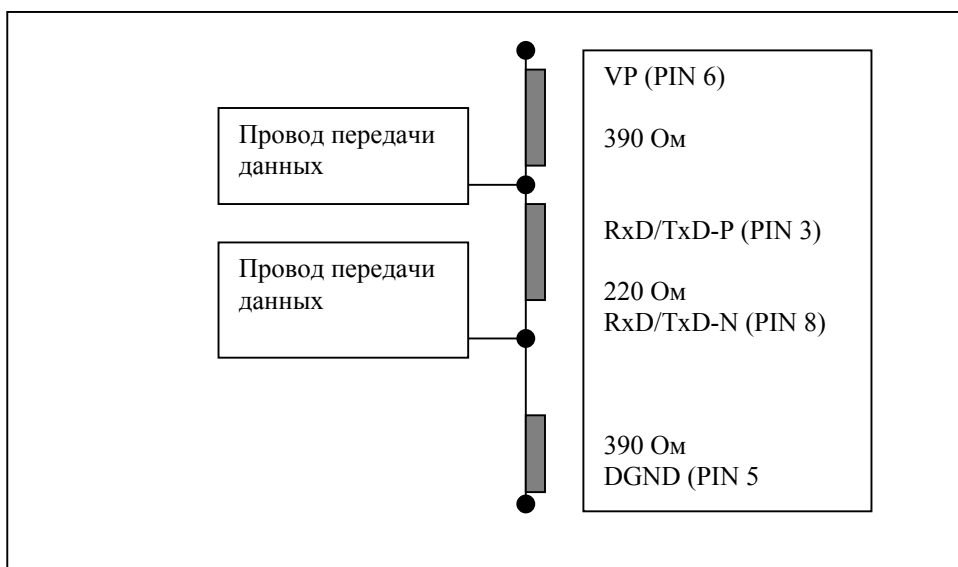 VP (PIN 6)
Провод передачи
данных
390 Ом
RxD/TxD-P (PIN 3)
Провод передачи
данных
220 Ом
RxD/TxD-N (PIN 8)
390 Ом
DGND (PIN 5